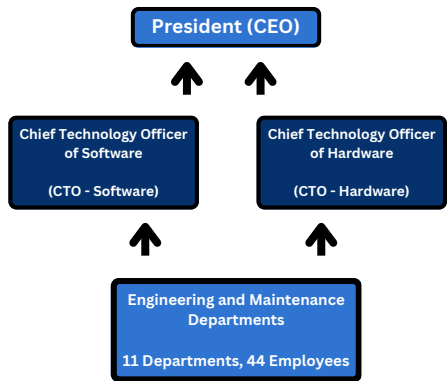 President (CEO)
Chief Technology Officer
of Software
(CTO - Software)
Chief Technology Officer
of Hardware
(CTO - Hardware)
Engineering and Maintenance
Departments
11 Departments, 44 Employees